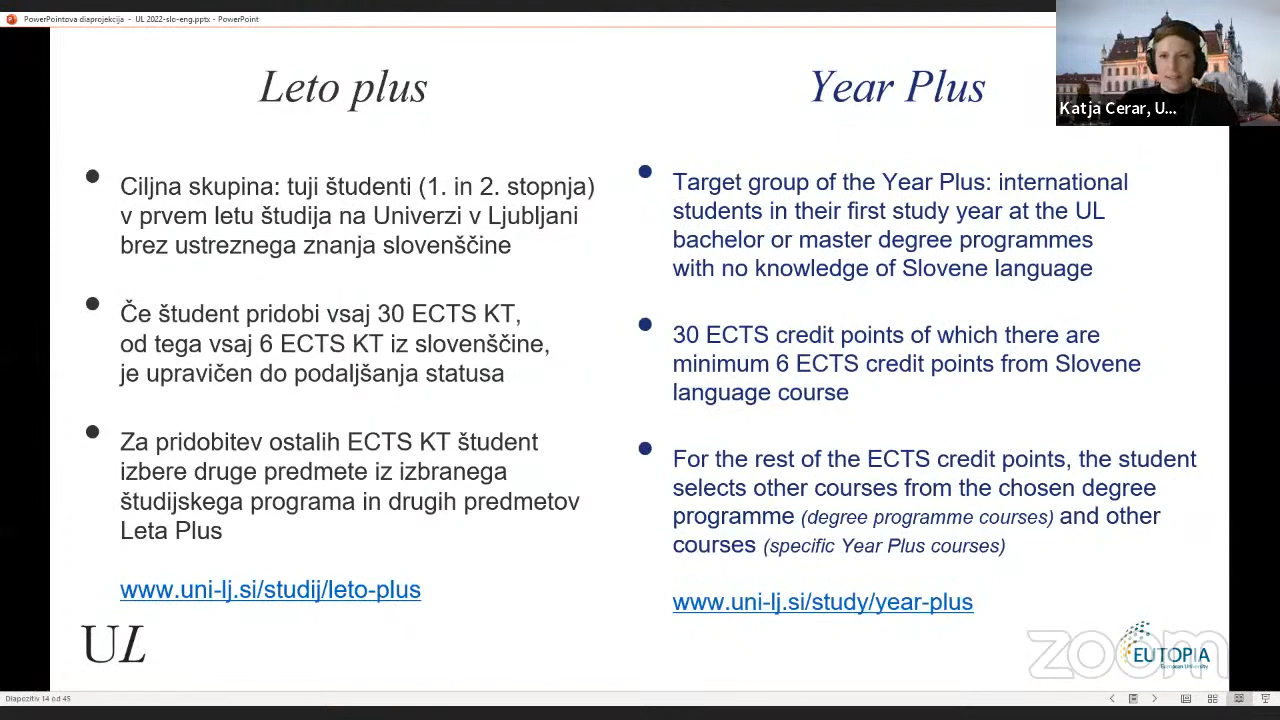 PowerPointova diaprojekcija - UL 2022-slo-eng.pptx - PowerPoint
Leto plus
Ciljna skupina: tuji študenti (1. in 2. stopnja)
v prvem letu študija na Univerzi v Ljubljani
brez ustreznega znanja slovenščine
Če študent pridobi vsaj 30 ECTS KT,
od tega vsaj 6 ECTS KT iz slovenščine,
je upravičen do podaljšanja statusa
Za pridobitev ostalih ECTS KT študent
izbere druge predmete iz izbranega
študijskega programa in drugih predmetov
Leta Plus
www.uni-lj.si/studij/leto-plus
UL
Year Plus
Target group of the Year Plus: international
students in their first study year at the UL
bachelor or master degree programmes
with no knowledge of Slovene language
30 ECTS credit points of which there are
minimum 6 ECTS credit points from Slovene
language course
For the rest of the ECTS credit points, the student
selects other courses from the chosen degree
programme (degree programme courses) and other
courses (specific Year Plus courses)
www.uni-lj.si/study/year-plus
Katja Cerar, U...
zoom
EUTOPIA
European University
Diapozitiv 14 od 45